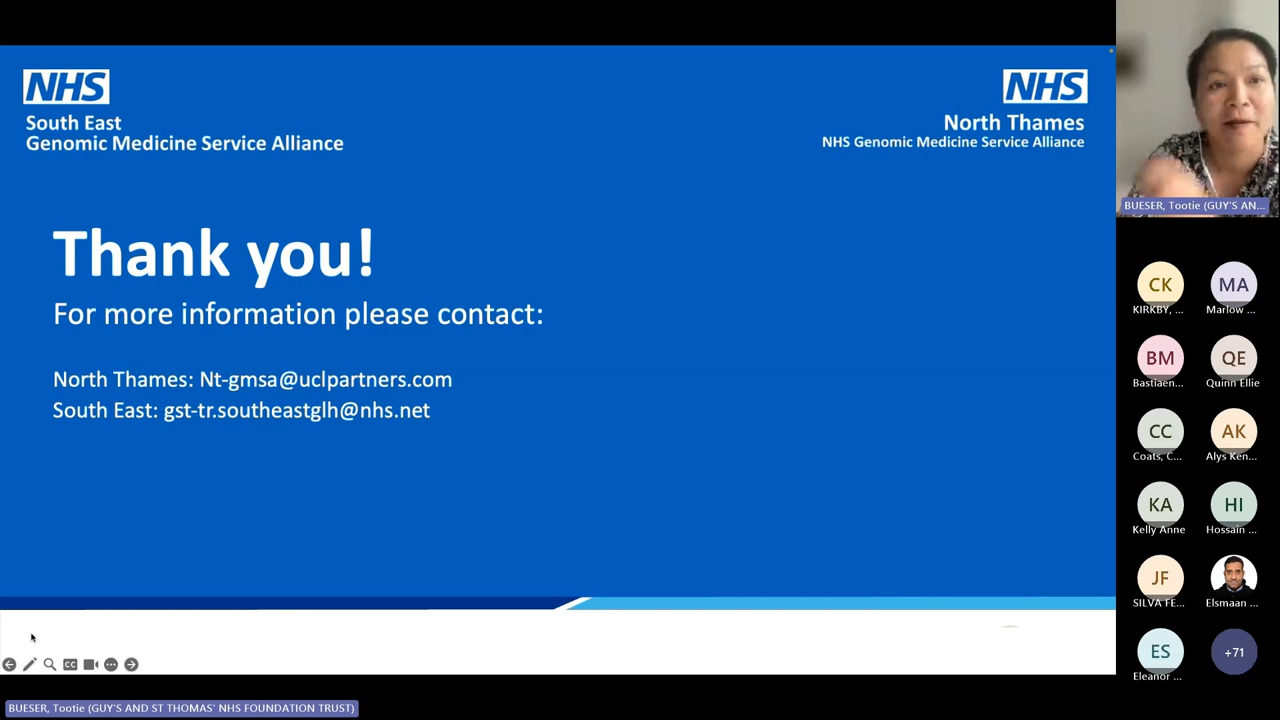 NHS
South East
Genomic Medicine Service Alliance
NHS
North Thames
NHS Genomic Medicine Service Alliance
Thank you!
For more information please contact:
North Thames: Nt-gmsa@uclpartners.com
South East: gst-tr.southeastglh@nhs.net
CC
BUESER, Tootie (GUY'S AND ST THOMAS' NHS FOUNDATION TRUST)
BUESER, Tootie (GUY'S AN...
CK
KIRKBY, ...
MA
Marlow ...
BM
Bastiaen...
QE
Quinn Ellie
CC
Coats, C...
AK
Alys Ken...
KA
Kelly Anne
HI
Hossain ...
JF
SILVA FE...
Elsmaan ...
ES
Eleanor ...
+71